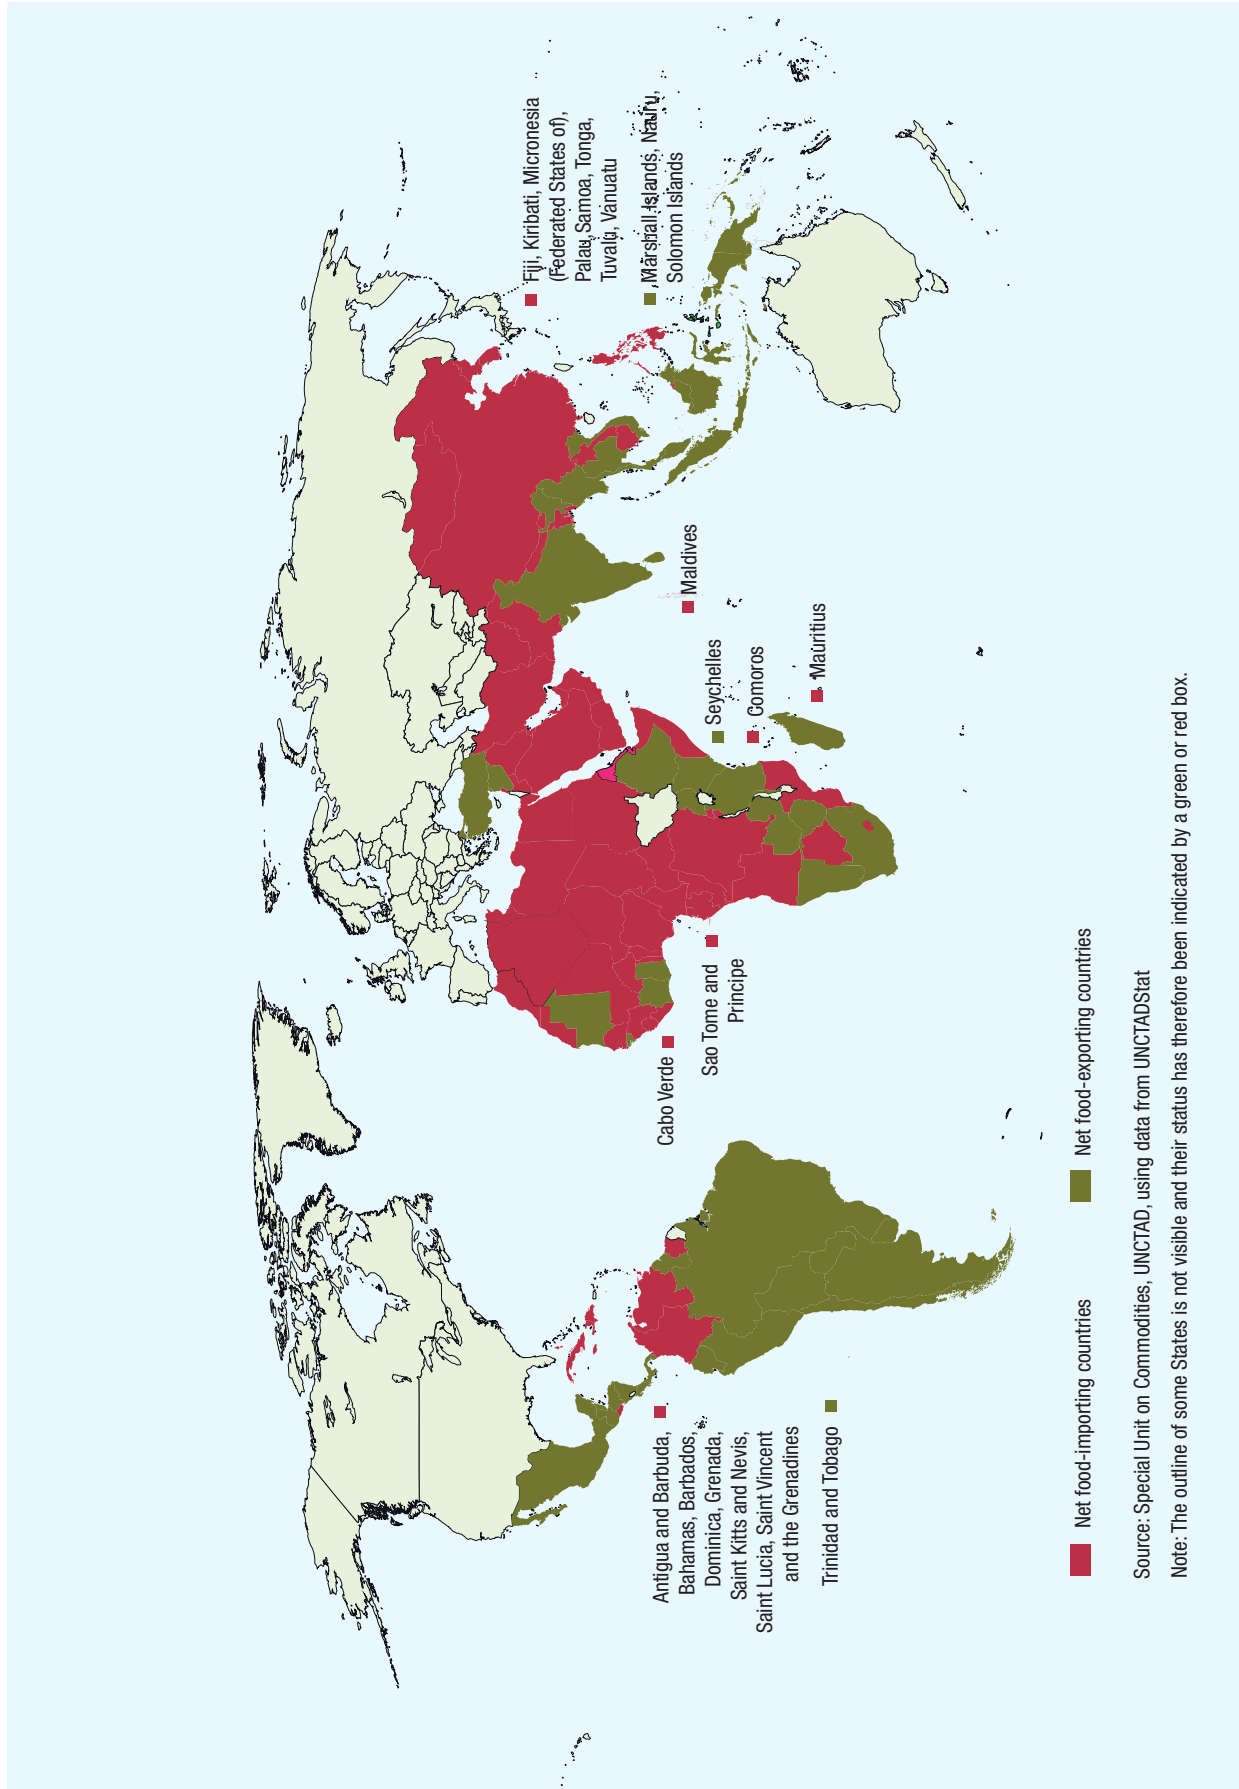 Fiji, Kiribati, Micronesia
(Federated States of),
Palau, Samoa, Tonga,
Tuvalu, Vanuatu
Marshall Islands, Nauru,
Solomon Islands
Maldives
Seychelles
Comoros
Mauritius
Sao Tome and
Principe
Cabo Verde
Antigua and Barbuda,
Bahamas, Barbados,
Dominica, Grenada,
Saint Kitts and Nevis,
Saint Lucia, Saint Vincent
and the Grenadines
Trinidad and Tobago
Net food-importing countries
Net food-exporting countries
Source: Special Unit on Commodities, UNCTAD, using data from UNCTADStat
Note: The outline of some States is not visible and their status has therefore been indicated by a green or red box.